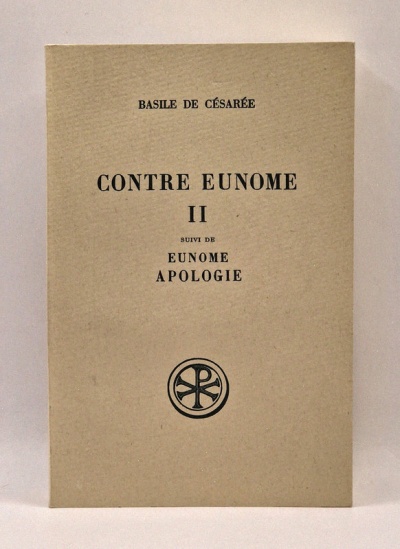 BASILE DE CÉSARÉE
CONTRE EUNOME
II
SUIVI DE
EUNOME
APOLOGIE